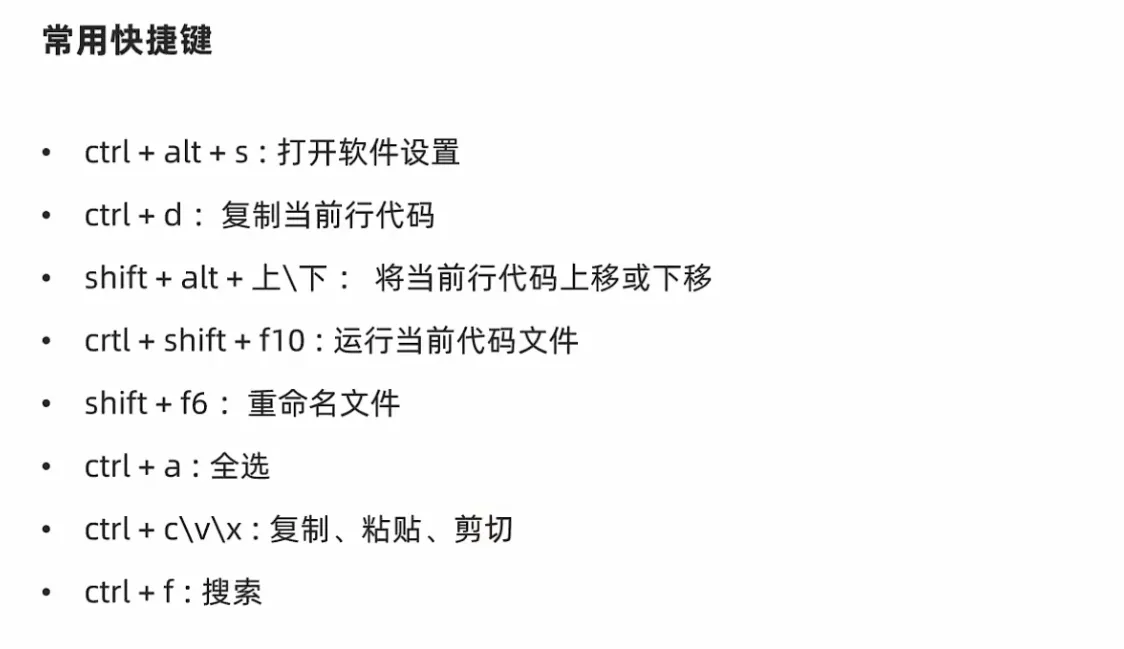 常用快捷键
• ctrl + alt + s : 打开软件设置
• ctrl + d : 复制当前行代码
• shift + alt + 上\下 : 将当前行代码上移或下移
• crtl + shift + f10 : 运行当前代码文件
• shift + f6 : 重命名文件
• ctrl + a : 全选
• ctrl + c\v\x : 复制、粘贴、剪切
• ctrl + f : 搜索